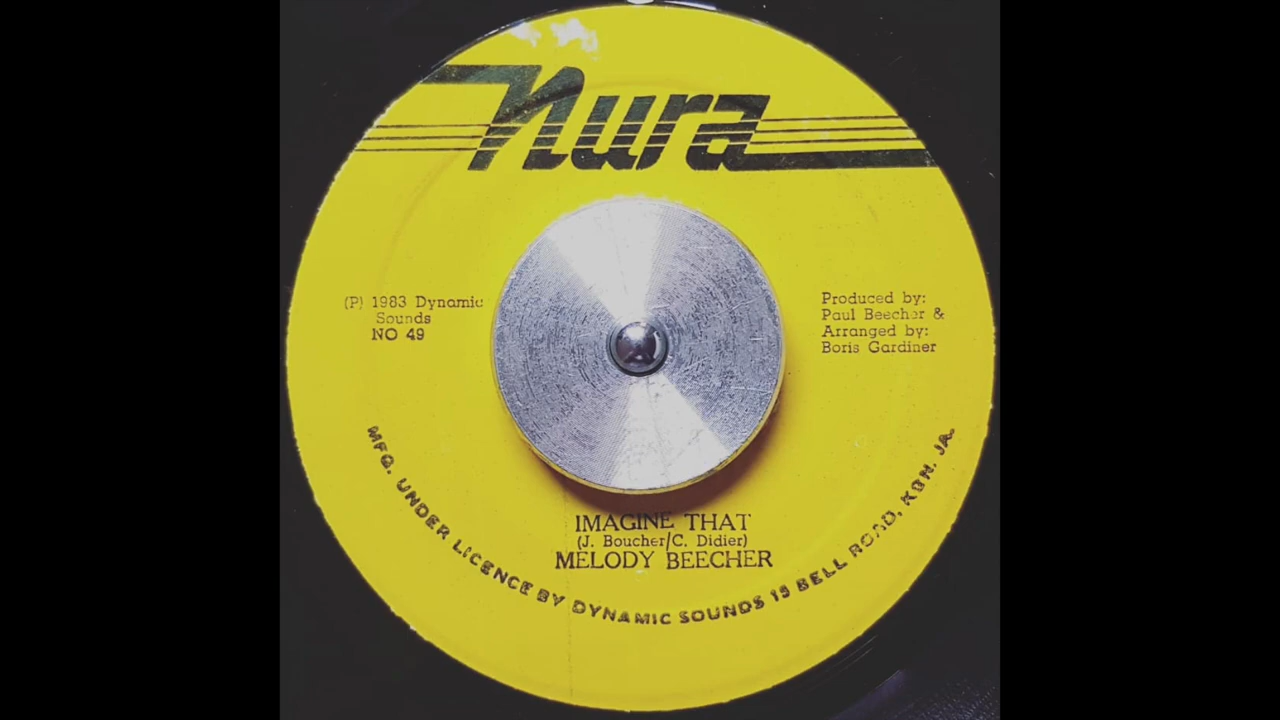 Nura
(P) 1983 Dynamic
Sounds
NO 49
Produced by:
Paul Beecher &
Arranged by:
Boris Gardiner
IMAGINE THAT
(J. Boucher/C. Didier)
MELODY BEECHER
MFG. UNDER LICENCE BY DYNAMIC SOUNDS 15 BELL ROAD, KGN. JA.